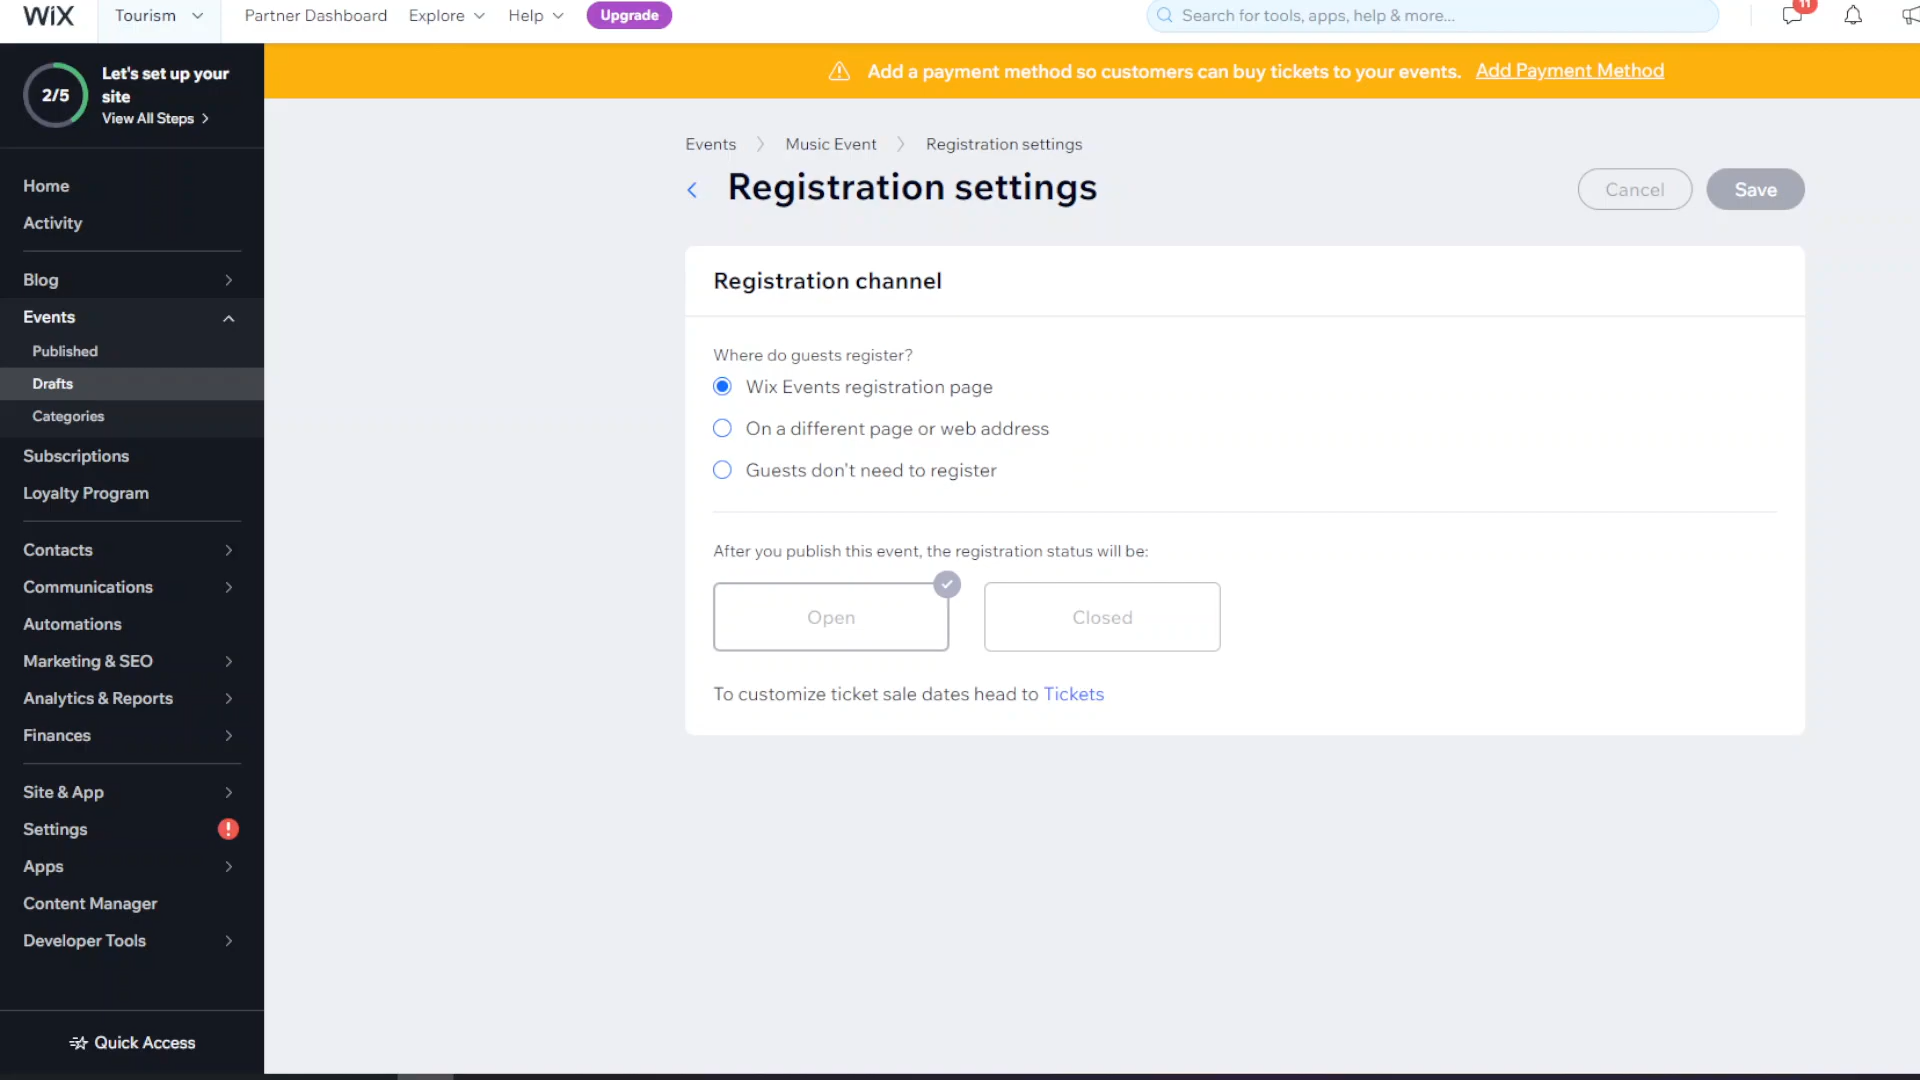 WiX
Tourism
Partner Dashboard
Explore
Help
Upgrade
Search for tools, apps, help & more...
11
2/5
Let's set up your
site
View All Steps
Add a payment method so customers can buy tickets to your events. Add Payment Method
Home
Activity
Blog
Events
Published
Drafts
Categories
Subscriptions
Loyalty Program
Contacts
Communications
Automations
Marketing & SEO
Analytics & Reports
Finances
Site & App
Settings
!
Apps
Content Manager
Developer Tools
Quick Access
Events > Music Event > Registration settings
Registration settings
Cancel
Save
Registration channel
Where do guests register?
Wix Events registration page
On a different page or web address
Guests don't need to register
After you publish this event, the registration status will be:
Open
Closed
To customize ticket sale dates head to Tickets